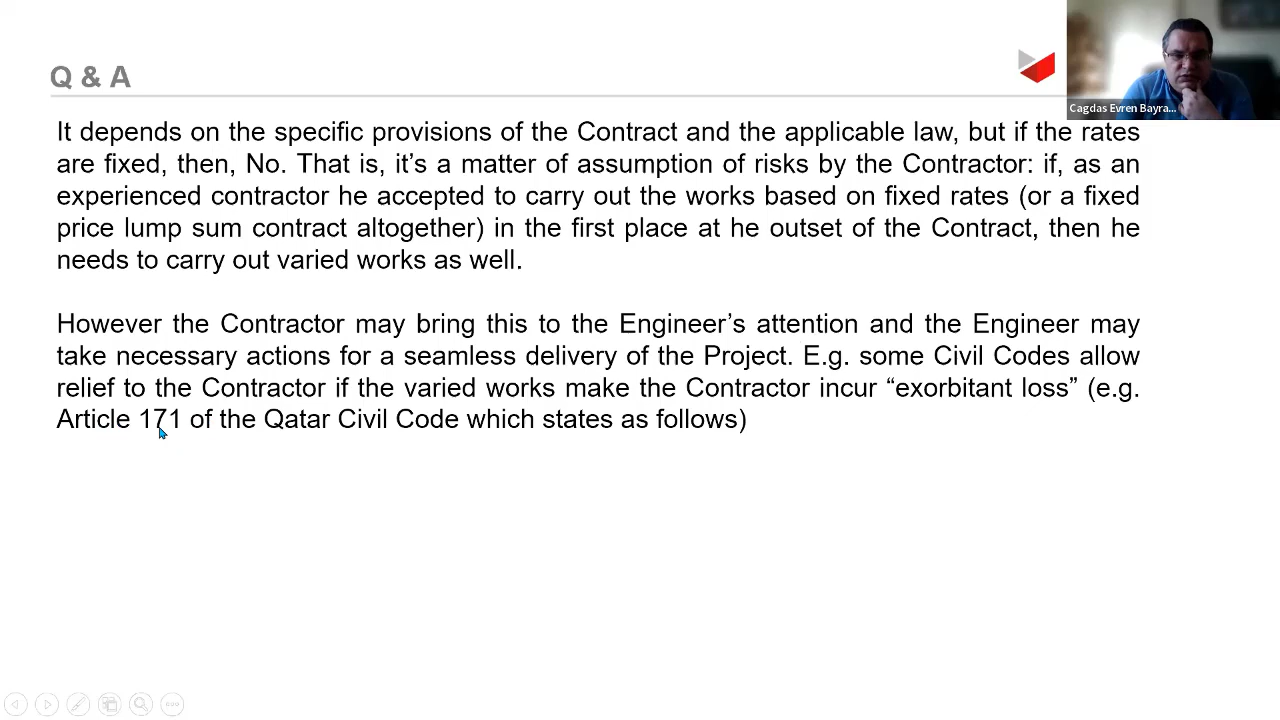 Q & A
Cagdas Evren Bayra...
It depends on the specific provisions of the Contract and the applicable law, but if the rates
are fixed, then, No. That is, it’s a matter of assumption of risks by the Contractor: if, as an
experienced contractor he accepted to carry out the works based on fixed rates (or a fixed
price lump sum contract altogether) in the first place at he outset of the Contract, then he
needs to carry out varied works as well.
However the Contractor may bring this to the Engineer’s attention and the Engineer may
take necessary actions for a seamless delivery of the Project. E.g. some Civil Codes allow
relief to the Contractor if the varied works make the Contractor incur “exorbitant loss” (e.g.
Article 171 of the Qatar Civil Code which states as follows)